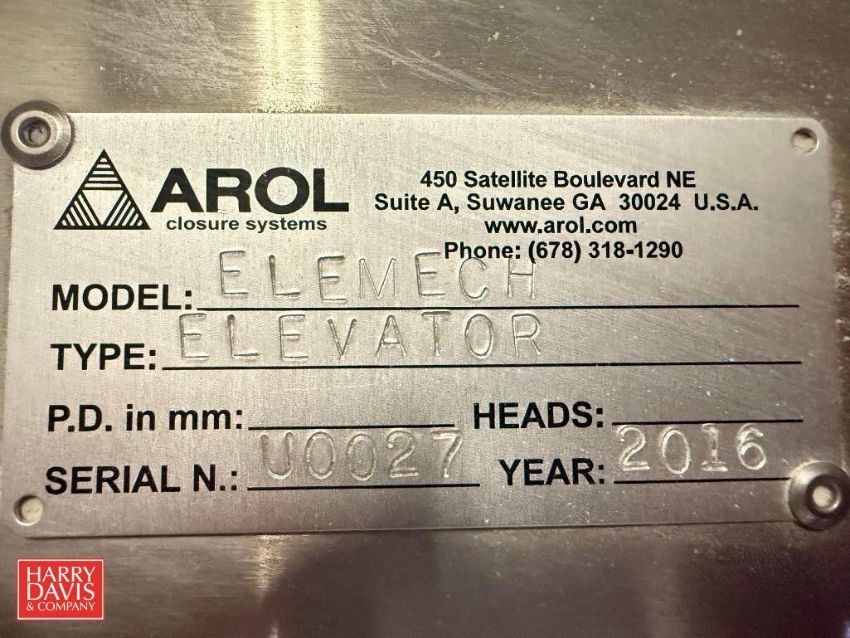 AROL
closure systems
450 Satellite Boulevard NE
Suite A, Suwanee GA 30024 U.S.A.
www.arol.com
Phone: (678) 318-1290
MODEL: ELEMECH
TYPE: ELEVATOR
P.D. in mm: HEADS:
SERIAL N.: U0027 YEAR: 2016
HARRY
DAVIS
& COMPANY